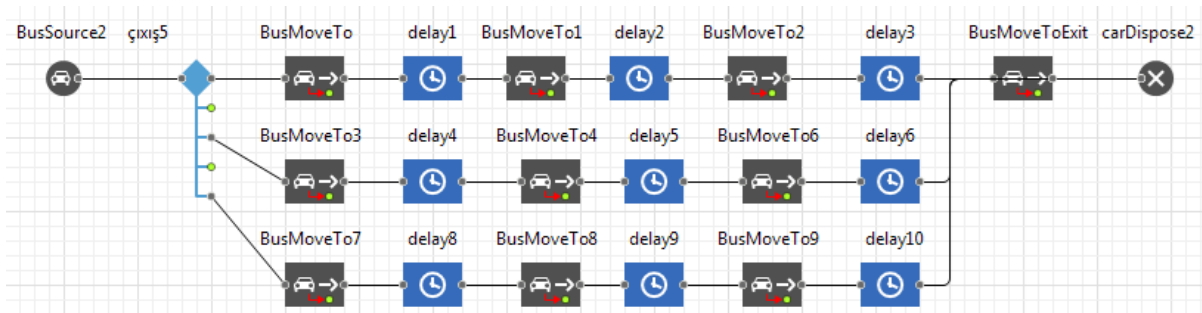 BusSource2 çıxış5 BusMoveTo delay1 BusMoveTo1 delay2 BusMoveTo2 delay3 BusMoveToExit carDispose2
BusMoveTo3 delay4 BusMoveTo4 delay5 BusMoveTo6 delay6
BusMoveTo7 delay8 BusMoveTo8 delay9 BusMoveTo9 delay10